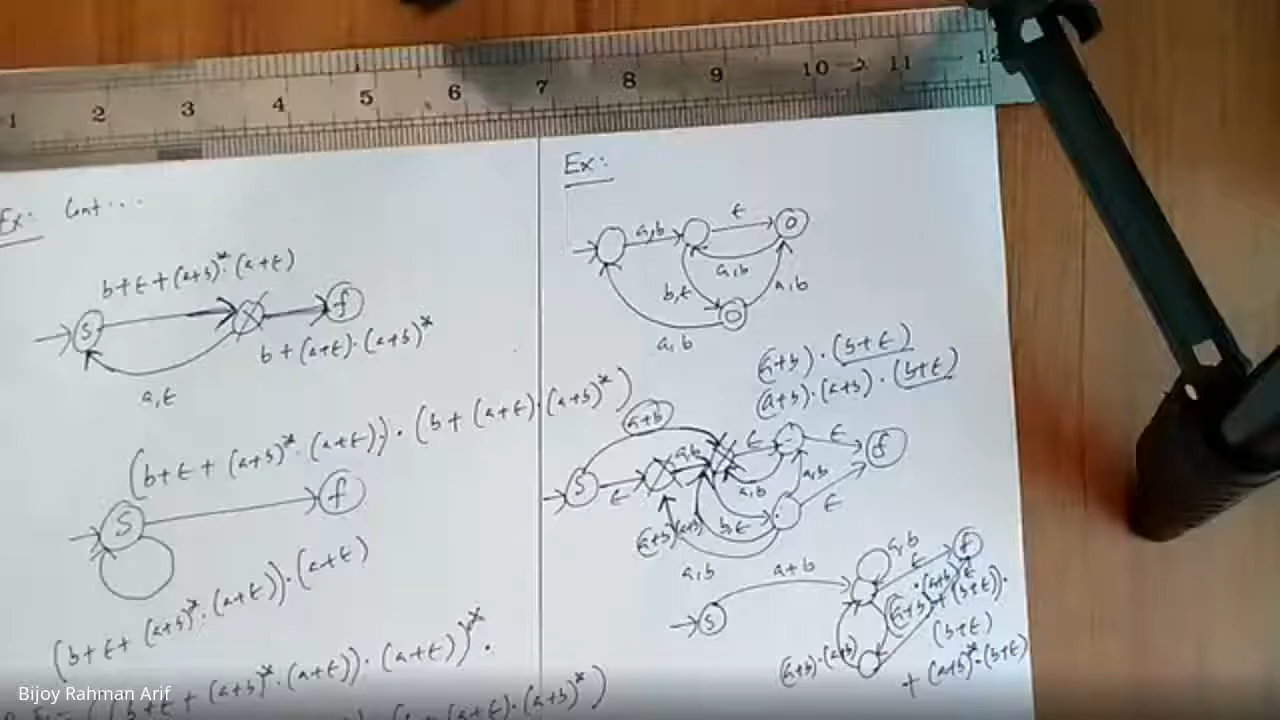 1 2 3 4 5 6 7 8 9 10 11 12
Ex: Cont...
b+ε+(a+b)*.(a+ε)
S f
b+(a+ε).(a+b)*
a,ε
(b+ε+(a+b)*.(a+ε)).(b+(a+ε).(a+b)*)
S f
(b+ε+(a+b)*.(a+ε)).(a+ε)
b+ε+(a+b)*.(a+ε)).(a+ε))*.
(a+ε).(a+b)*)
Ex:
a,b ε
a,b
b,ε a,b
a,b
(a+b).(b+ε)
(a+b).(a+b).(b+ε)
a+b
S ε a,b ε ε f
a,b a,b
(a+b).(a+b) b,ε ε
a,b
S a+b a,b ε f
(a+b).(a+b)
(b+ε)
+(a+b)*.(b+ε)
Bijoy Rahman Arif